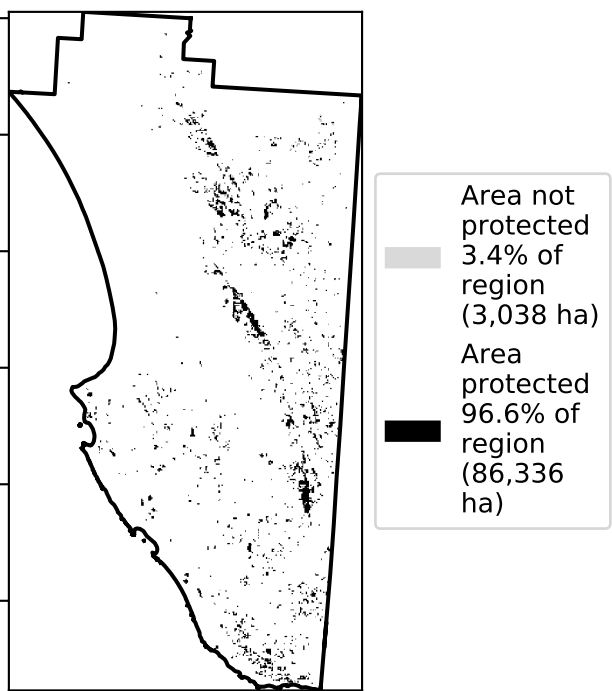 Area not
protected
3.4% of
region
(3,038 ha)
Area
protected
96.6% of
region
(86,336
ha)